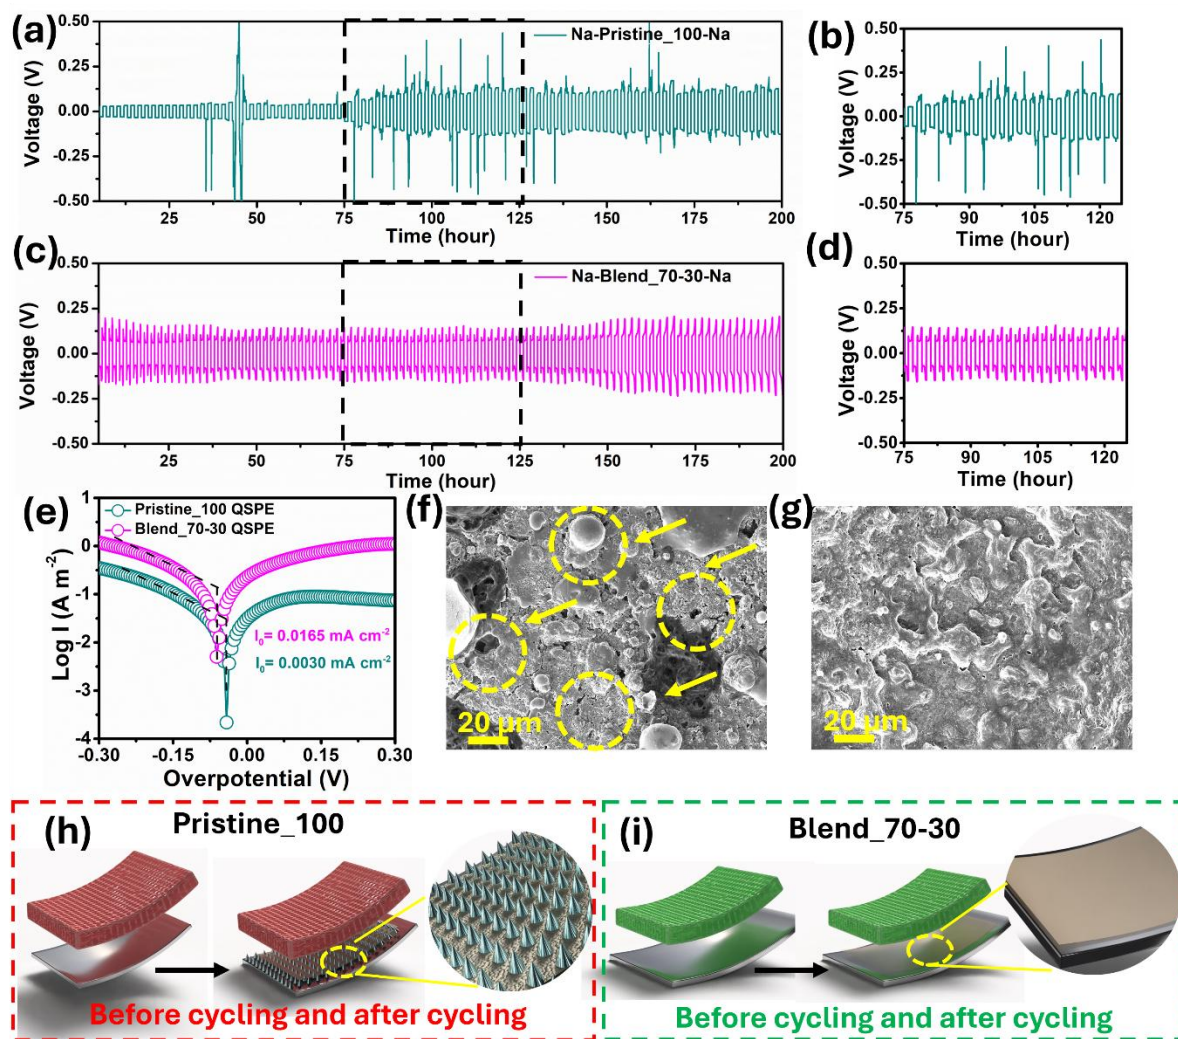 (a)
Na-Pristine_100-Na
Voltage (V)
0.50
0.25
0.00
-0.25
-0.50
25 50 75 100 125 150 175 200
Time (hour)
(b)
Voltage (V)
0.50
0.25
0.00
-0.25
-0.50
75 90 105 120
Time (hour)
(c)
Na-Blend_70-30-Na
Voltage (V)
0.50
0.25
0.00
-0.25
-0.50
25 50 75 100 125 150 175 200
Time (hour)
(d)
Voltage (V)
0.50
0.25
0.00
-0.25
-0.50
75 90 105 120
Time (hour)
(e)
Pristine_100 QSPE
Blend_70-30 QSPE
Log I (A m⁻²)
1
0
-1
-2
-3
-4
I₀= 0.0165 mA cm⁻²
I₀= 0.0030 mA cm⁻²
-0.30 -0.15 0.00 0.15 0.30
Overpotential (V)
(f)
20 µm
(g)
20 µm
(h)
Pristine_100
Before cycling and after cycling
(i)
Blend_70-30
Before cycling and after cycling